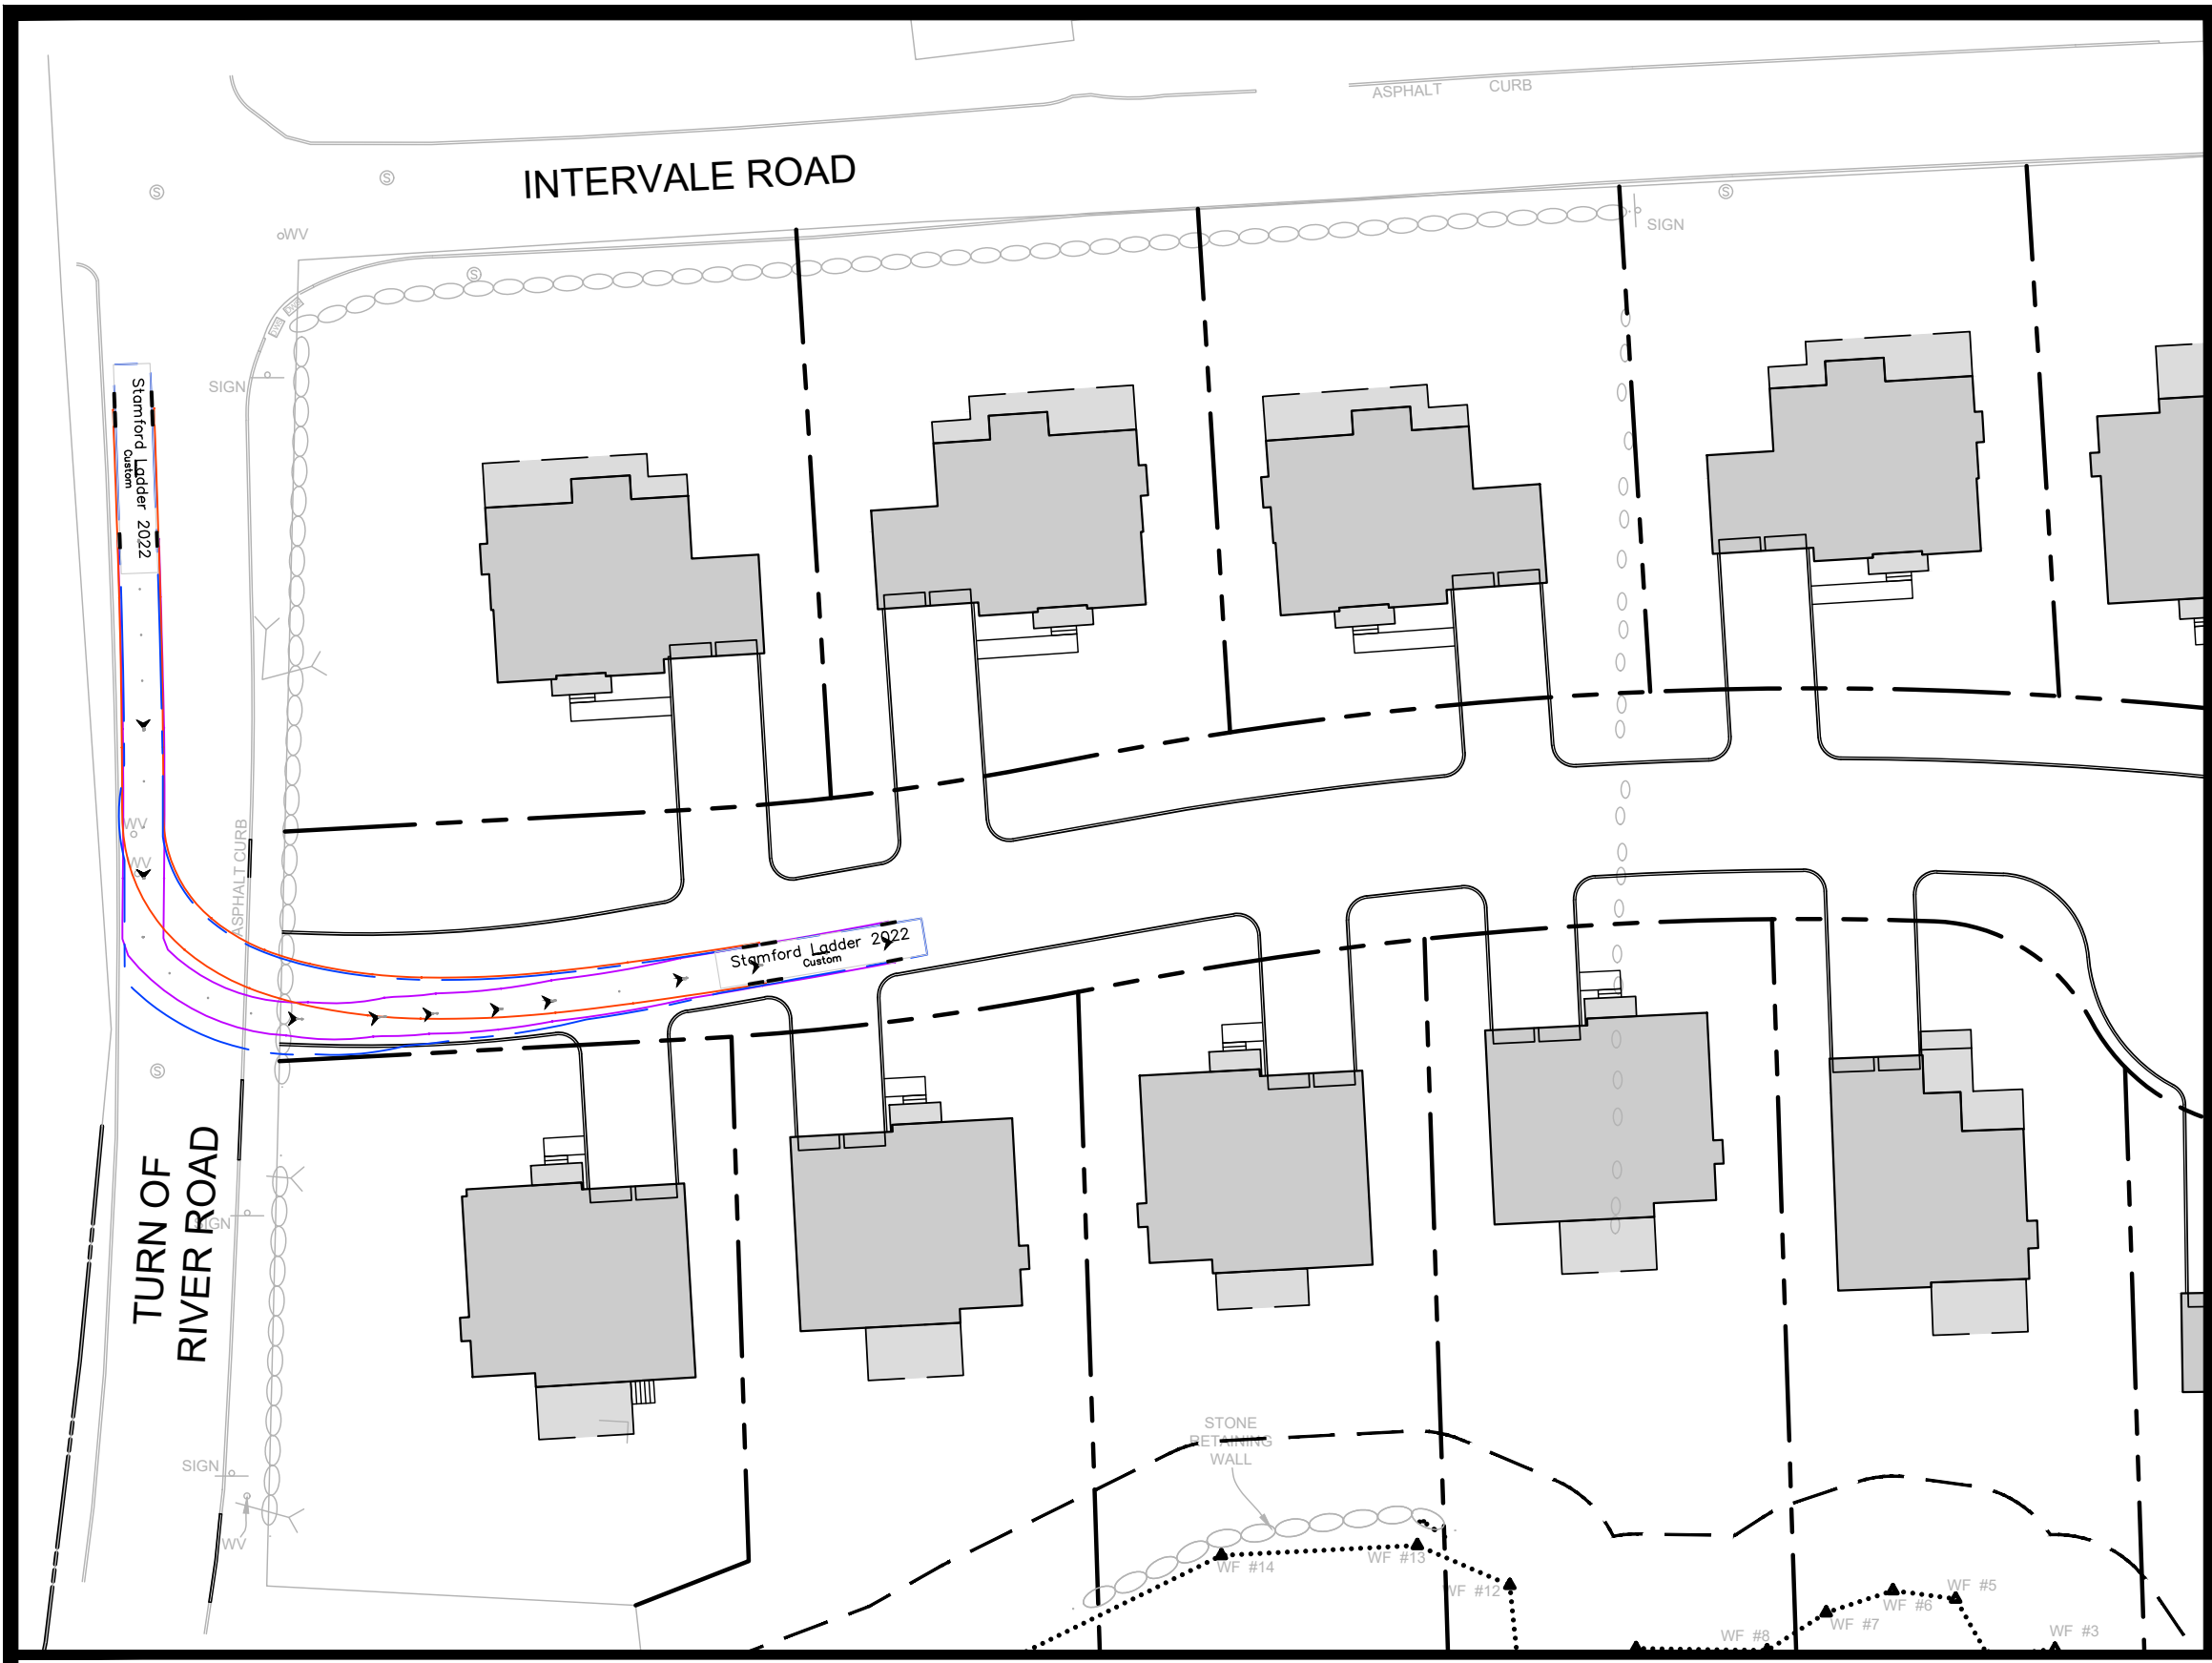 ASPHALT CURB
INTERVALE ROAD
S
S
S
S
WV
SIGN
SIGN
Stamford Ladder 2022
Custom
WV
WV
ASPHALT CURB
Stamford Ladder 2022
Custom
S
TURN OF
RIVER ROAD
SIGN
SIGN
WV
STONE
RETAINING
WALL
WF #14
WF #13
WF #12
WF #8
WF #7
WF #6
WF #5
WF #3